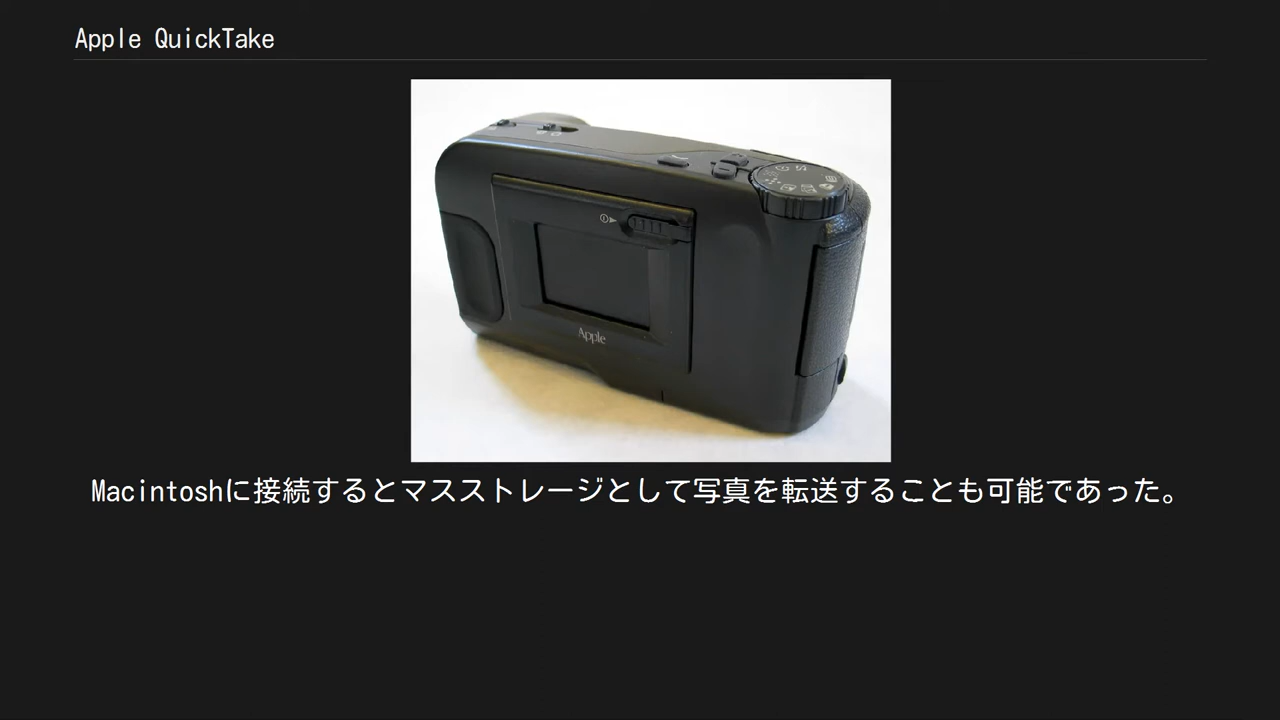 Apple QuickTake
Apple
Macintoshに接続するとマスストレージとして写真を転送することも可能であった。